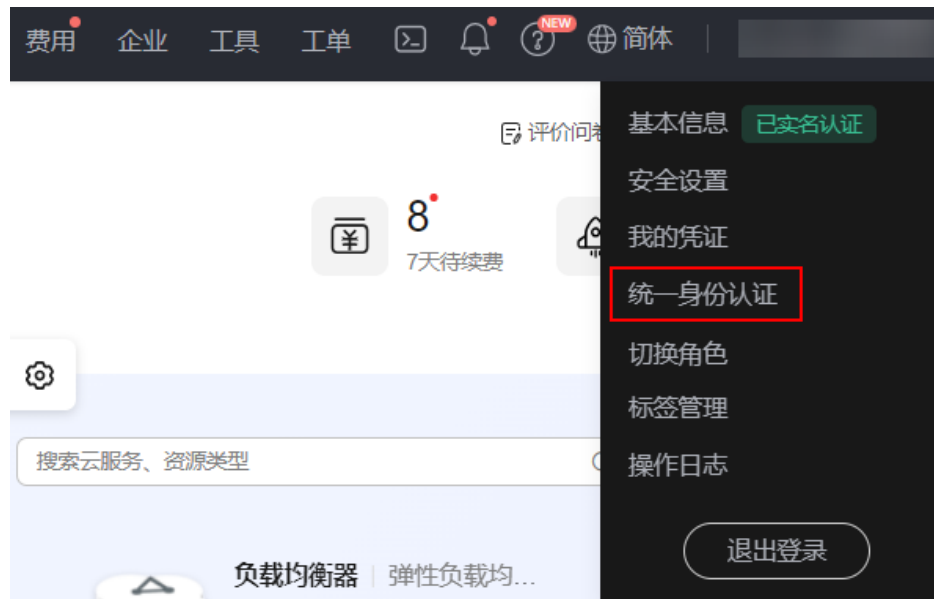 费用 企业 工具 工单 NEW 简体
评价问卷
8
7天待续费
搜索云服务、资源类型
负载均衡器 弹性负载均...
基本信息 已实名认证
安全设置
我的凭证
统一身份认证
切换角色
标签管理
操作日志
退出登录